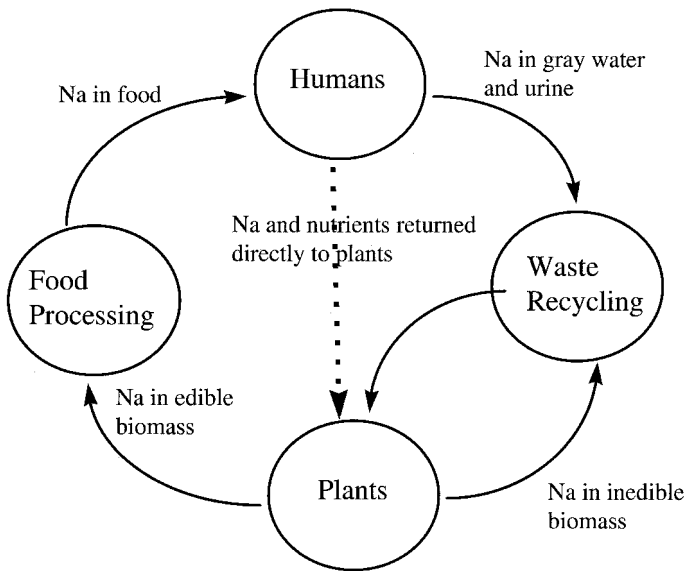 Humans
Na in gray water
and urine
Na in food
Na and nutrients returned
directly to plants
Waste
Recycling
Food
Processing
Na in edible
biomass
Plants
Na in inedible
biomass